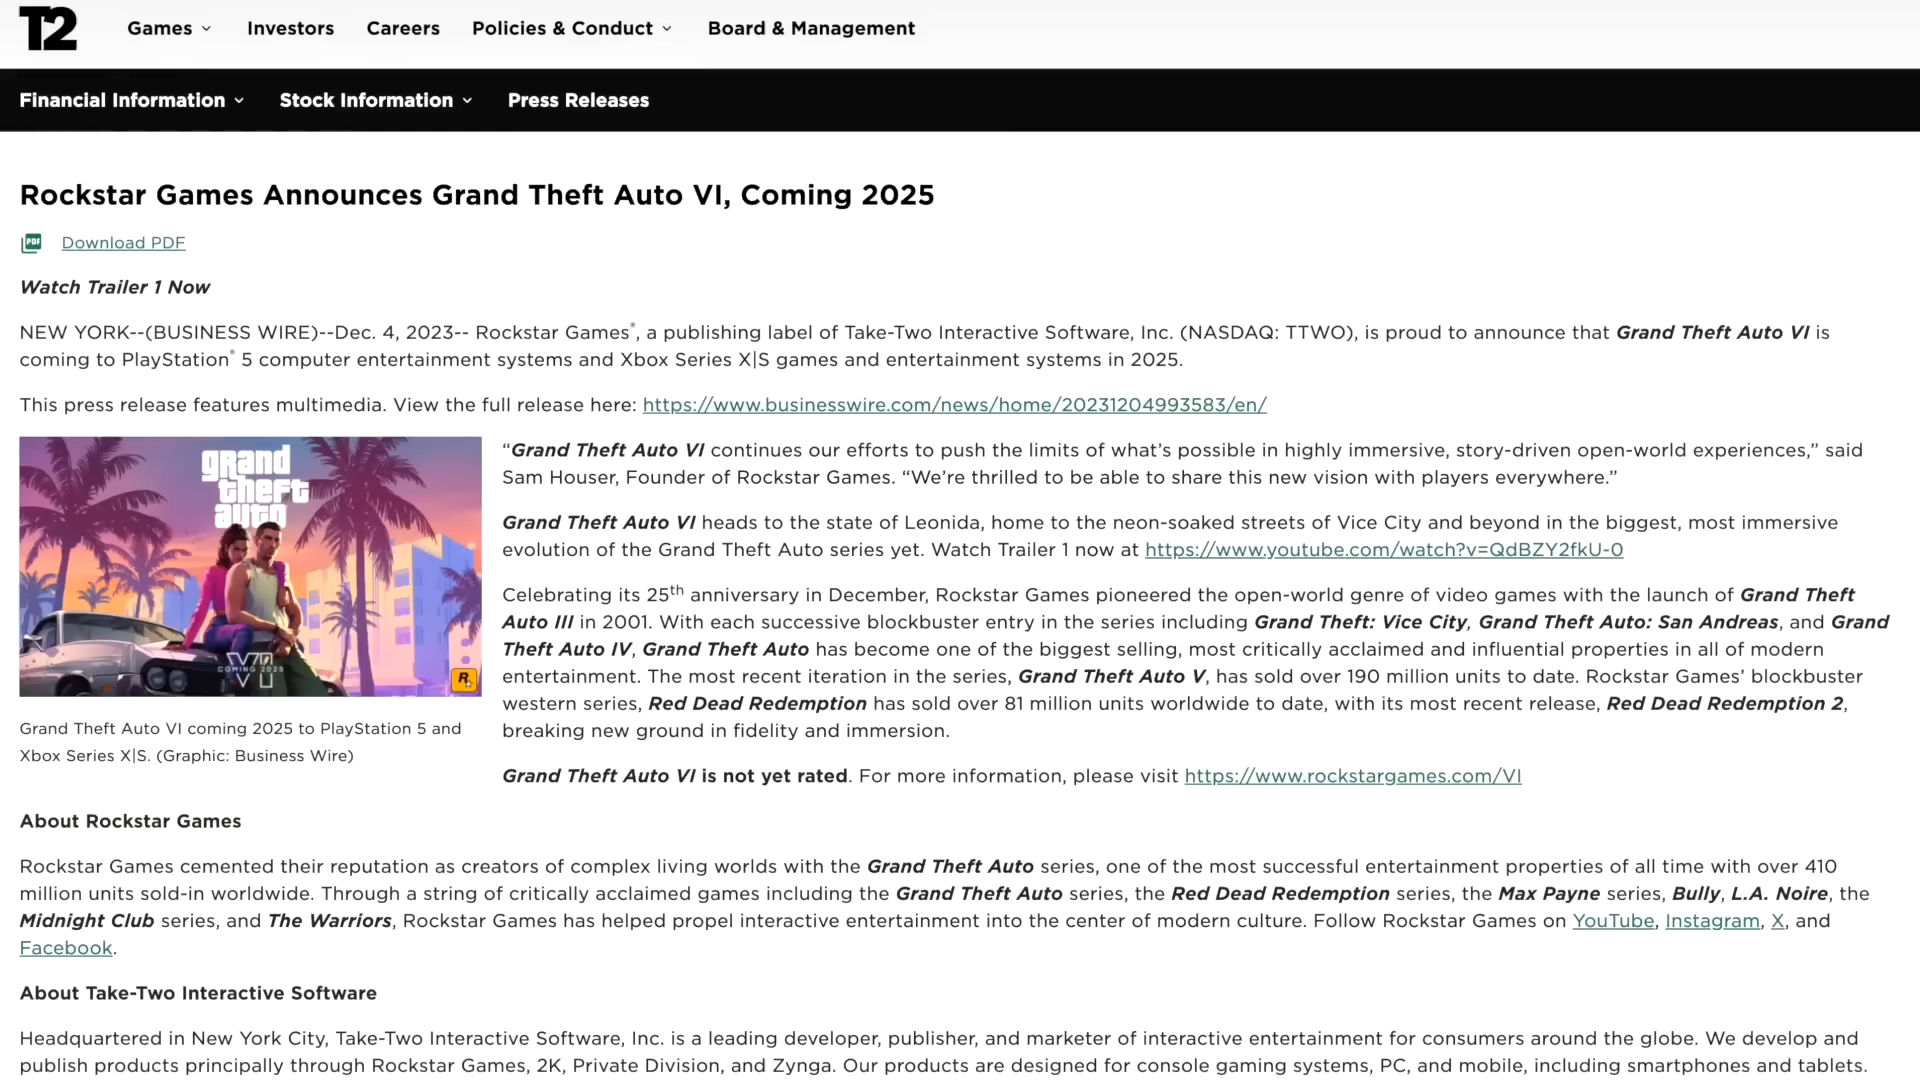 T2 Games Investors Careers Policies & Conduct Board & Management
Financial Information Stock Information Press Releases
Rockstar Games Announces Grand Theft Auto VI, Coming 2025
PDF Download PDF
Watch Trailer 1 Now
NEW YORK--(BUSINESS WIRE)--Dec. 4, 2023-- Rockstar Games®, a publishing label of Take-Two Interactive Software, Inc. (NASDAQ: TTWO), is proud to announce that Grand Theft Auto VI is
coming to PlayStation® 5 computer entertainment systems and Xbox Series X|S games and entertainment systems in 2025.
This press release features multimedia. View the full release here: https://www.businesswire.com/news/home/20231204993583/en/
grand
theft
auto
VI
COMING 2025
R
Grand Theft Auto VI coming 2025 to PlayStation 5 and
Xbox Series X|S. (Graphic: Business Wire)
“Grand Theft Auto VI continues our efforts to push the limits of what’s possible in highly immersive, story-driven open-world experiences,” said
Sam Houser, Founder of Rockstar Games. “We’re thrilled to be able to share this new vision with players everywhere.”
Grand Theft Auto VI heads to the state of Leonida, home to the neon-soaked streets of Vice City and beyond in the biggest, most immersive
evolution of the Grand Theft Auto series yet. Watch Trailer 1 now at https://www.youtube.com/watch?v=QdBZY2fkU-0
Celebrating its 25th anniversary in December, Rockstar Games pioneered the open-world genre of video games with the launch of Grand Theft
Auto III in 2001. With each successive blockbuster entry in the series including Grand Theft: Vice City, Grand Theft Auto: San Andreas, and Grand
Theft Auto IV, Grand Theft Auto has become one of the biggest selling, most critically acclaimed and influential properties in all of modern
entertainment. The most recent iteration in the series, Grand Theft Auto V, has sold over 190 million units to date. Rockstar Games’ blockbuster
western series, Red Dead Redemption has sold over 81 million units worldwide to date, with its most recent release, Red Dead Redemption 2,
breaking new ground in fidelity and immersion.
Grand Theft Auto VI is not yet rated. For more information, please visit https://www.rockstargames.com/VI
About Rockstar Games
Rockstar Games cemented their reputation as creators of complex living worlds with the Grand Theft Auto series, one of the most successful entertainment properties of all time with over 410
million units sold-in worldwide. Through a string of critically acclaimed games including the Grand Theft Auto series, the Red Dead Redemption series, the Max Payne series, Bully, L.A. Noire, the
Midnight Club series, and The Warriors, Rockstar Games has helped propel interactive entertainment into the center of modern culture. Follow Rockstar Games on YouTube, Instagram, X, and
Facebook.
About Take-Two Interactive Software
Headquartered in New York City, Take-Two Interactive Software, Inc. is a leading developer, publisher, and marketer of interactive entertainment for consumers around the globe. We develop and
publish products principally through Rockstar Games, 2K, Private Division, and Zynga. Our products are designed for console gaming systems, PC, and mobile, including smartphones and tablets.